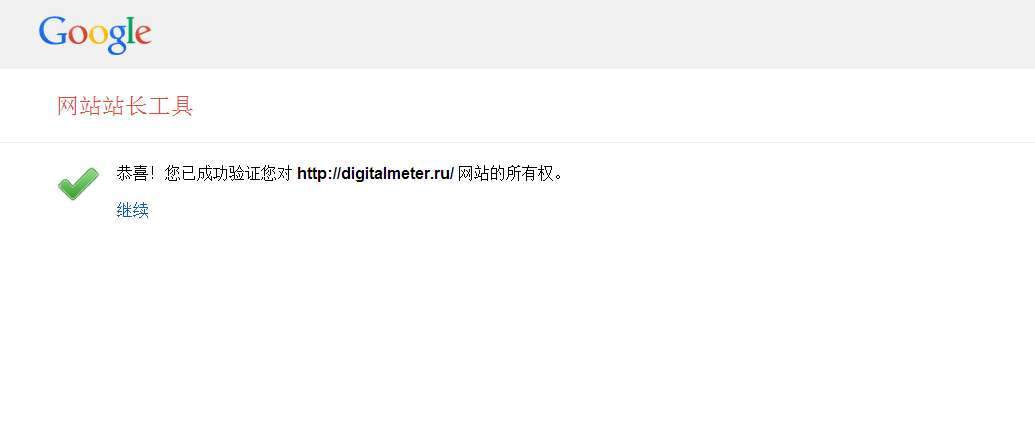 Google
网站站长工具
恭喜！您已成功验证您对 http://digitalmeter.ru/ 网站的所有权。
继续